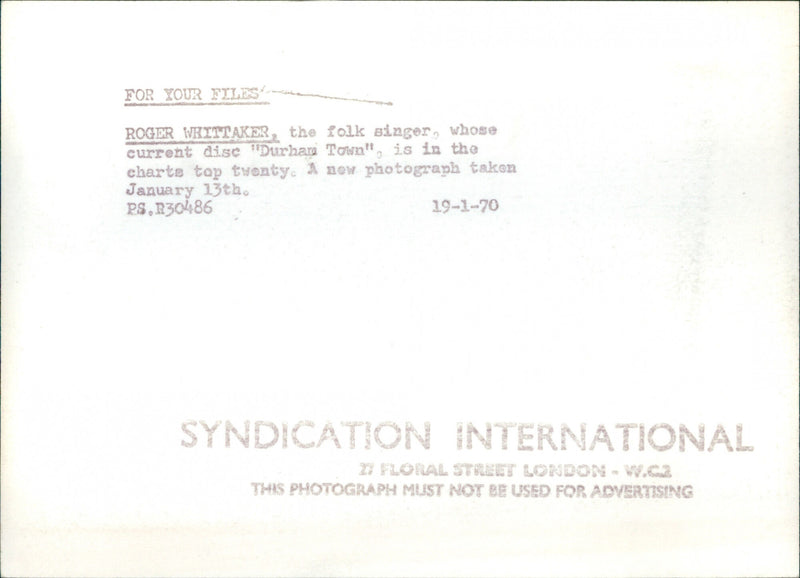 FOR YOUR FILES
ROGER WHITTAKER, the folk singer, whose
current disc "Durham Town", is in the
charts top twenty. A new photograph taken
January 13th.
PS.R30486 19-1-70
SYNDICATION INTERNATIONAL
27 FLORAL STREET LONDON - W.C.2
THIS PHOTOGRAPH MUST NOT BE USED FOR ADVERTISING